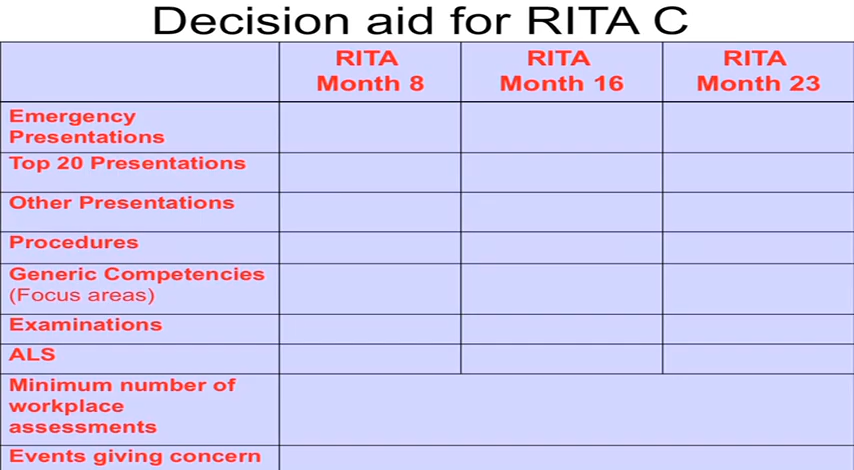 Decision aid for RITA C
RITA
Month 8
RITA
Month 16
RITA
Month 23
Emergency
Presentations
Top 20 Presentations
Other Presentations
Procedures
Generic Competencies
(Focus areas)
Examinations
ALS
Minimum number of
workplace
assessments
Events giving concern